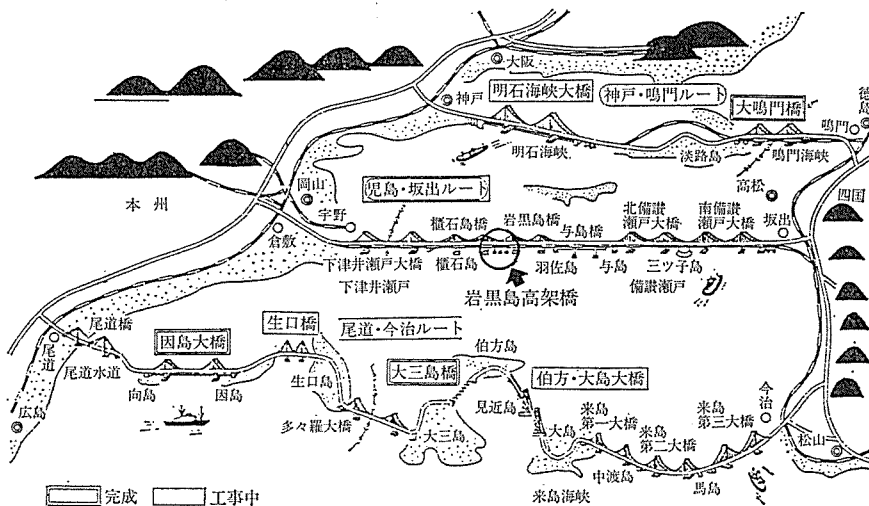 大阪
神戸
明石海峡大橋
神戸・鳴門ルート
大鳴門橋
鳴門
徳島
明石海峡
淡路島
鳴門海峡
本州
岡山
宇野
児島・坂出ルート
高松
四国
倉敷
櫃石島橋
岩黒島橋
与島橋
北備讃
瀬戸大橋
南備讃
瀬戸大橋
坂出
下津井瀬戸大橋
下津井瀬戸
櫃石島
羽佐島
与島
三ツ子島
備讃瀬戸
岩黒島高架橋
尾道
尾道橋
尾道水道
因島大橋
生口橋
尾道・今治ルート
向島
因島
生口島
大三島橋
伯方島
伯方・大島大橋
広島
多々羅大橋
大三島
見近島
大島
米島
第一大橋
米島
第二大橋
米島
第三大橋
今治
松山
中渡島
馬島
米島海峡
完成
工事中